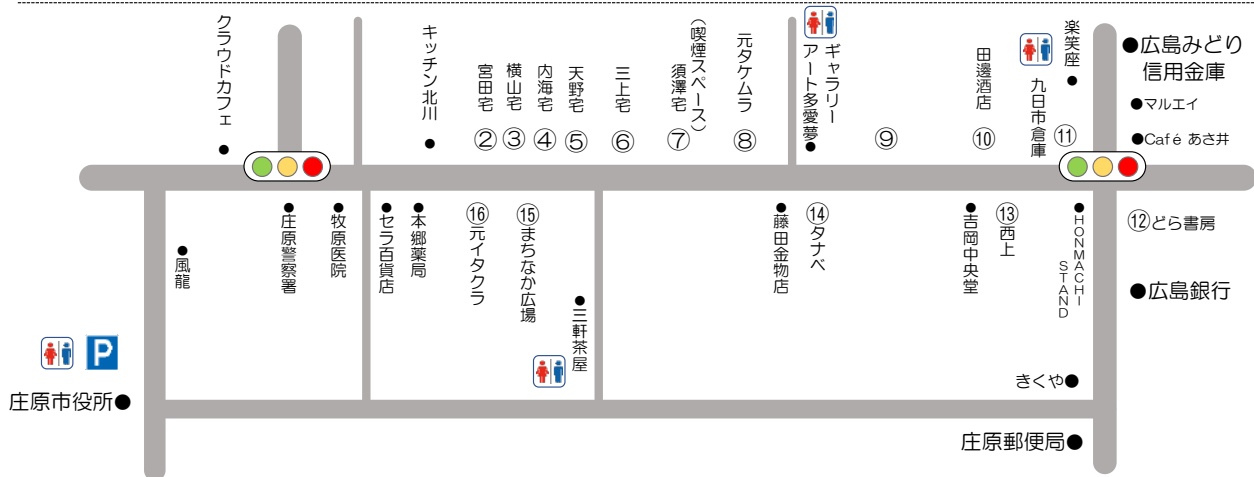 クラウドカフェ
キッチン北川
宮田宅
②
横山宅
③
内海宅
④
天野宅
⑤
三上宅
⑥
(喫煙スペース)
須澤宅
⑦
元タケムラ
⑧
ギャラリー
アート多愛夢
⑨
田邊酒店
⑩
九日市倉庫
楽笑座
⑪
広島みどり
信用金庫
マルエイ
Café あさ井
風龍
庄原警察署
牧原医院
セラ百貨店
本郷薬局
⑯元イタクラ
⑮まちなか広場
三軒茶屋
藤田金物店
⑭タナベ
吉岡中央堂
⑬西上
HONMACHI
STAND
⑫どら書房
広島銀行
P
庄原市役所
きくや
庄原郵便局